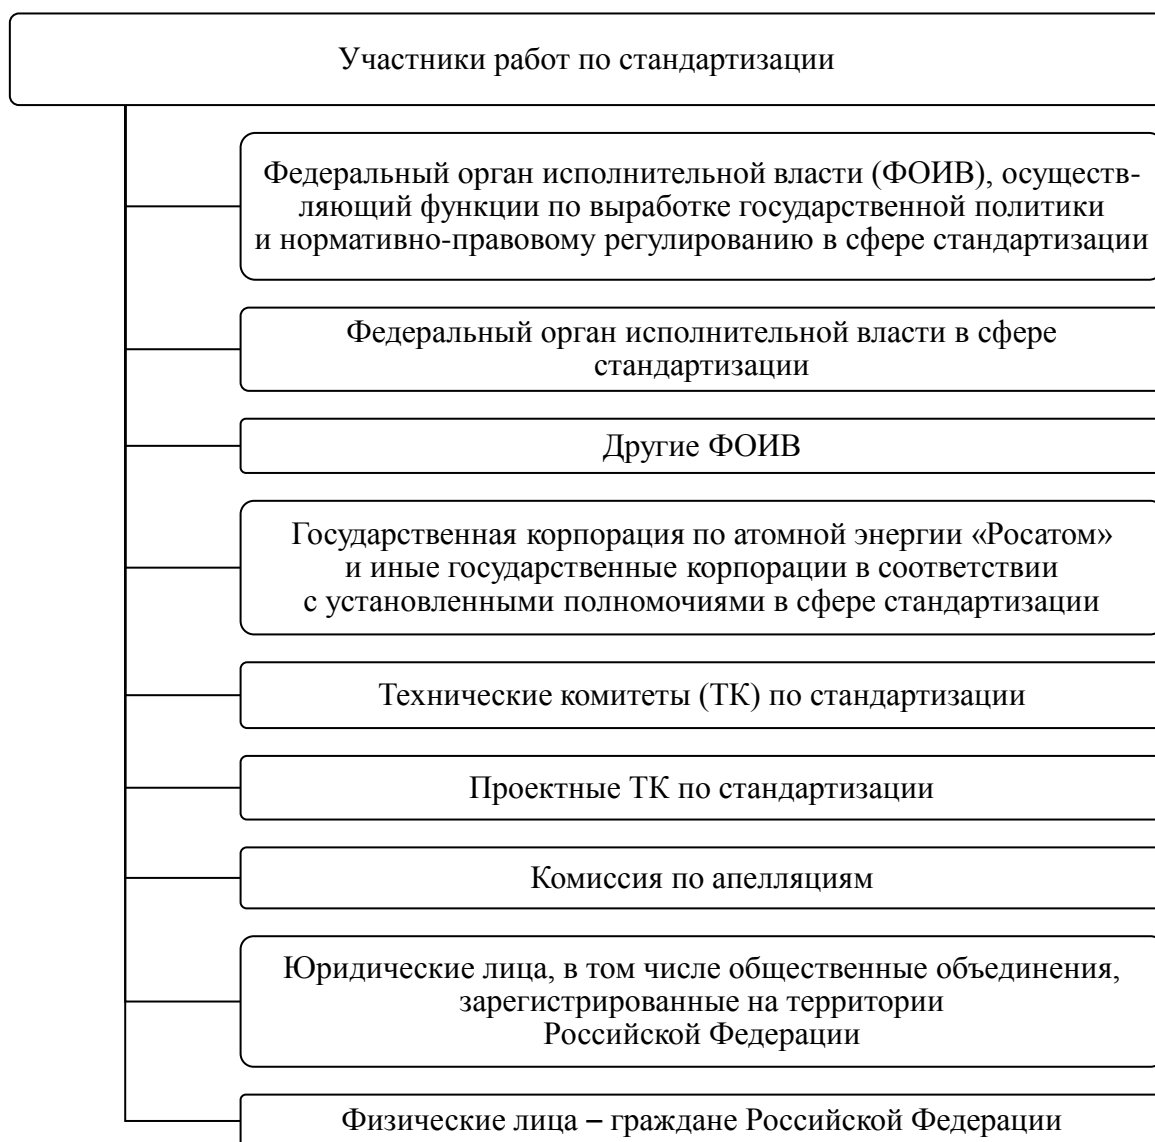 Участники работ по стандартизации
Федеральный орган исполнительной власти (ФОИВ), осуществ-
ляющий функции по выработке государственной политики
и нормативно-правовому регулированию в сфере стандартизации
Федеральный орган исполнительной власти в сфере
стандартизации
Другие ФОИВ
Государственная корпорация по атомной энергии «Росатом»
и иные государственные корпорации в соответствии
с установленными полномочиями в сфере стандартизации
Технические комитеты (ТК) по стандартизации
Проектные ТК по стандартизации
Комиссия по апелляциям
Юридические лица, в том числе общественные объединения,
зарегистрированные на территории
Российской Федерации
Физические лица – граждане Российской Федерации